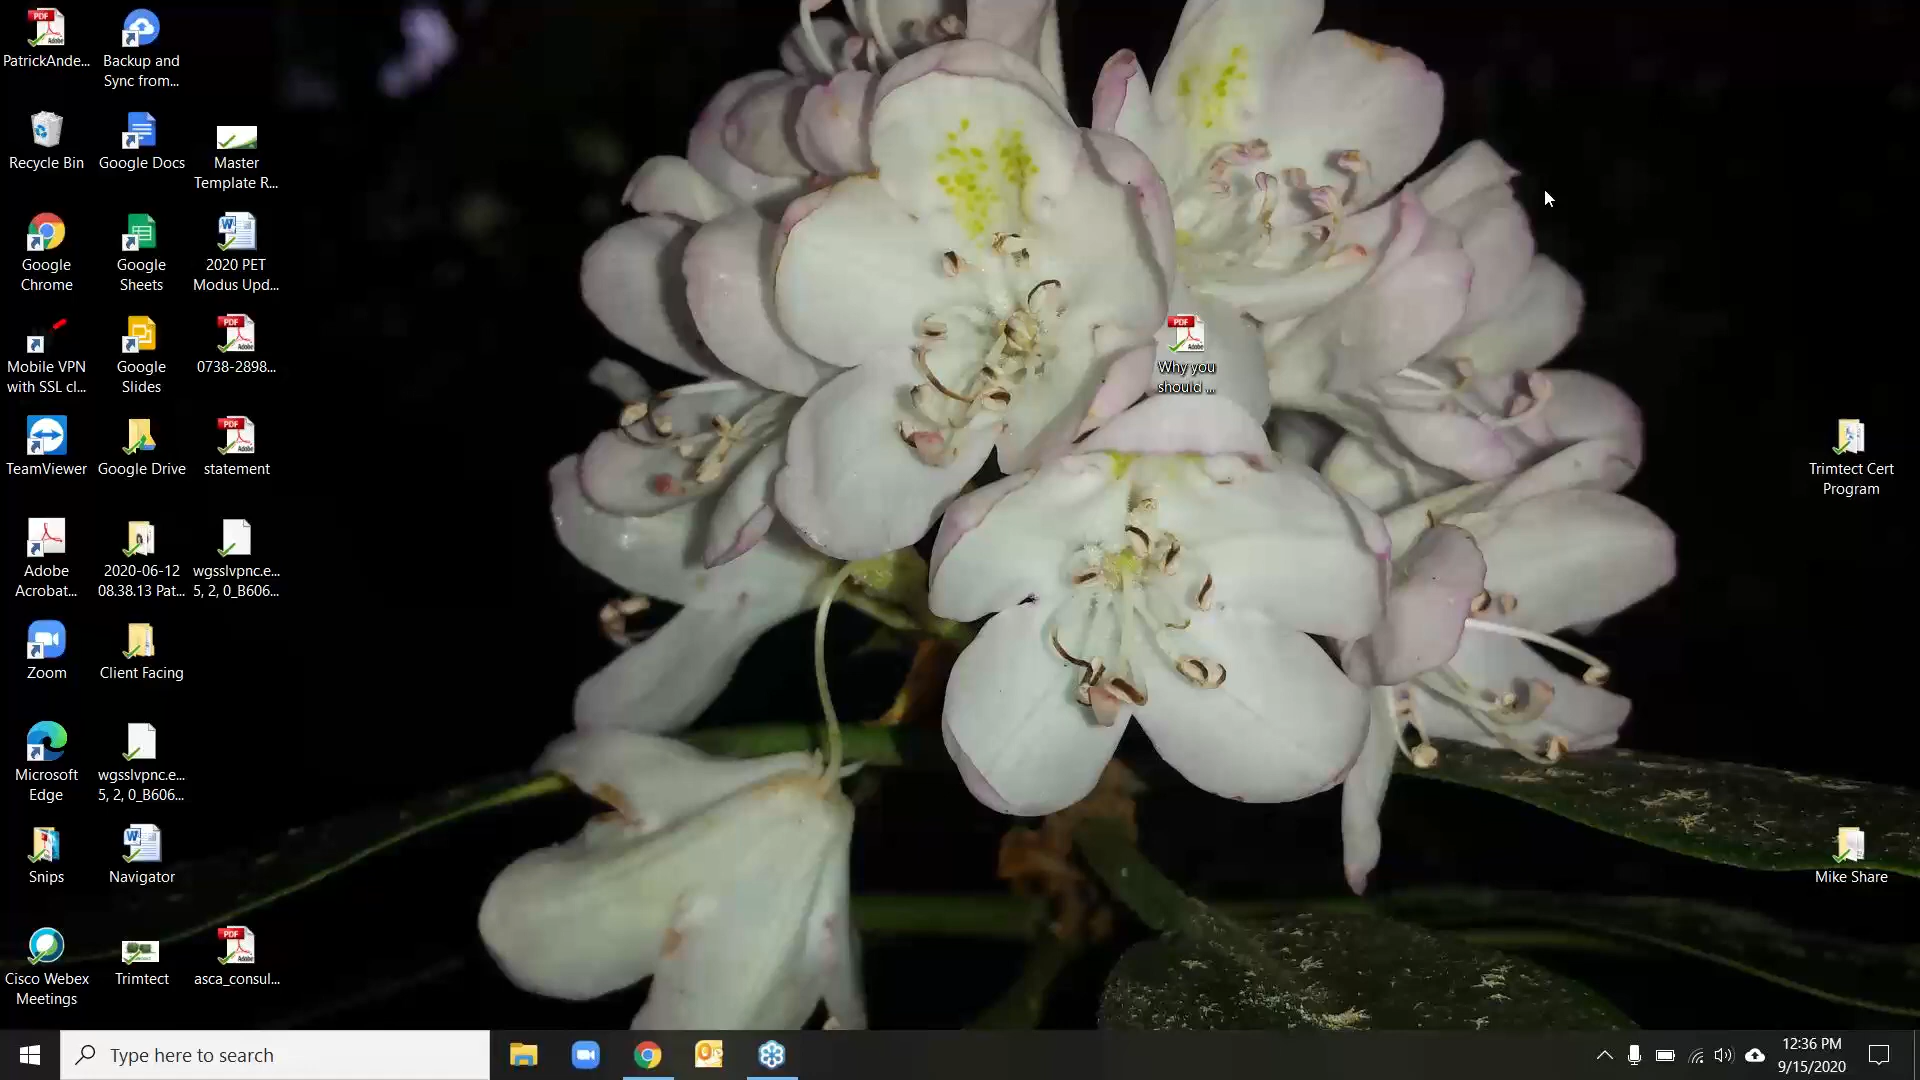 PatrickAnde...
Backup and
Sync from...
Recycle Bin
Google Docs
Master
Template R...
Google
Chrome
Google
Sheets
2020 PET
Modus Upd...
Mobile VPN
with SSL cl...
Google
Slides
0738-2898...
Why you
should ...
TeamViewer
Google Drive
statement
Trimtect Cert
Program
Adobe
Acrobat...
2020-06-12
08.38.13 Pat...
wgsslvpnc.e...
5, 2, 0_B606...
Zoom
Client Facing
Microsoft
Edge
wgsslvpnc.e...
5, 2, 0_B606...
Snips
Navigator
Mike Share
Cisco Webex
Meetings
Trimtect
asca_consul...
Type here to search
12:36 PM
9/15/2020